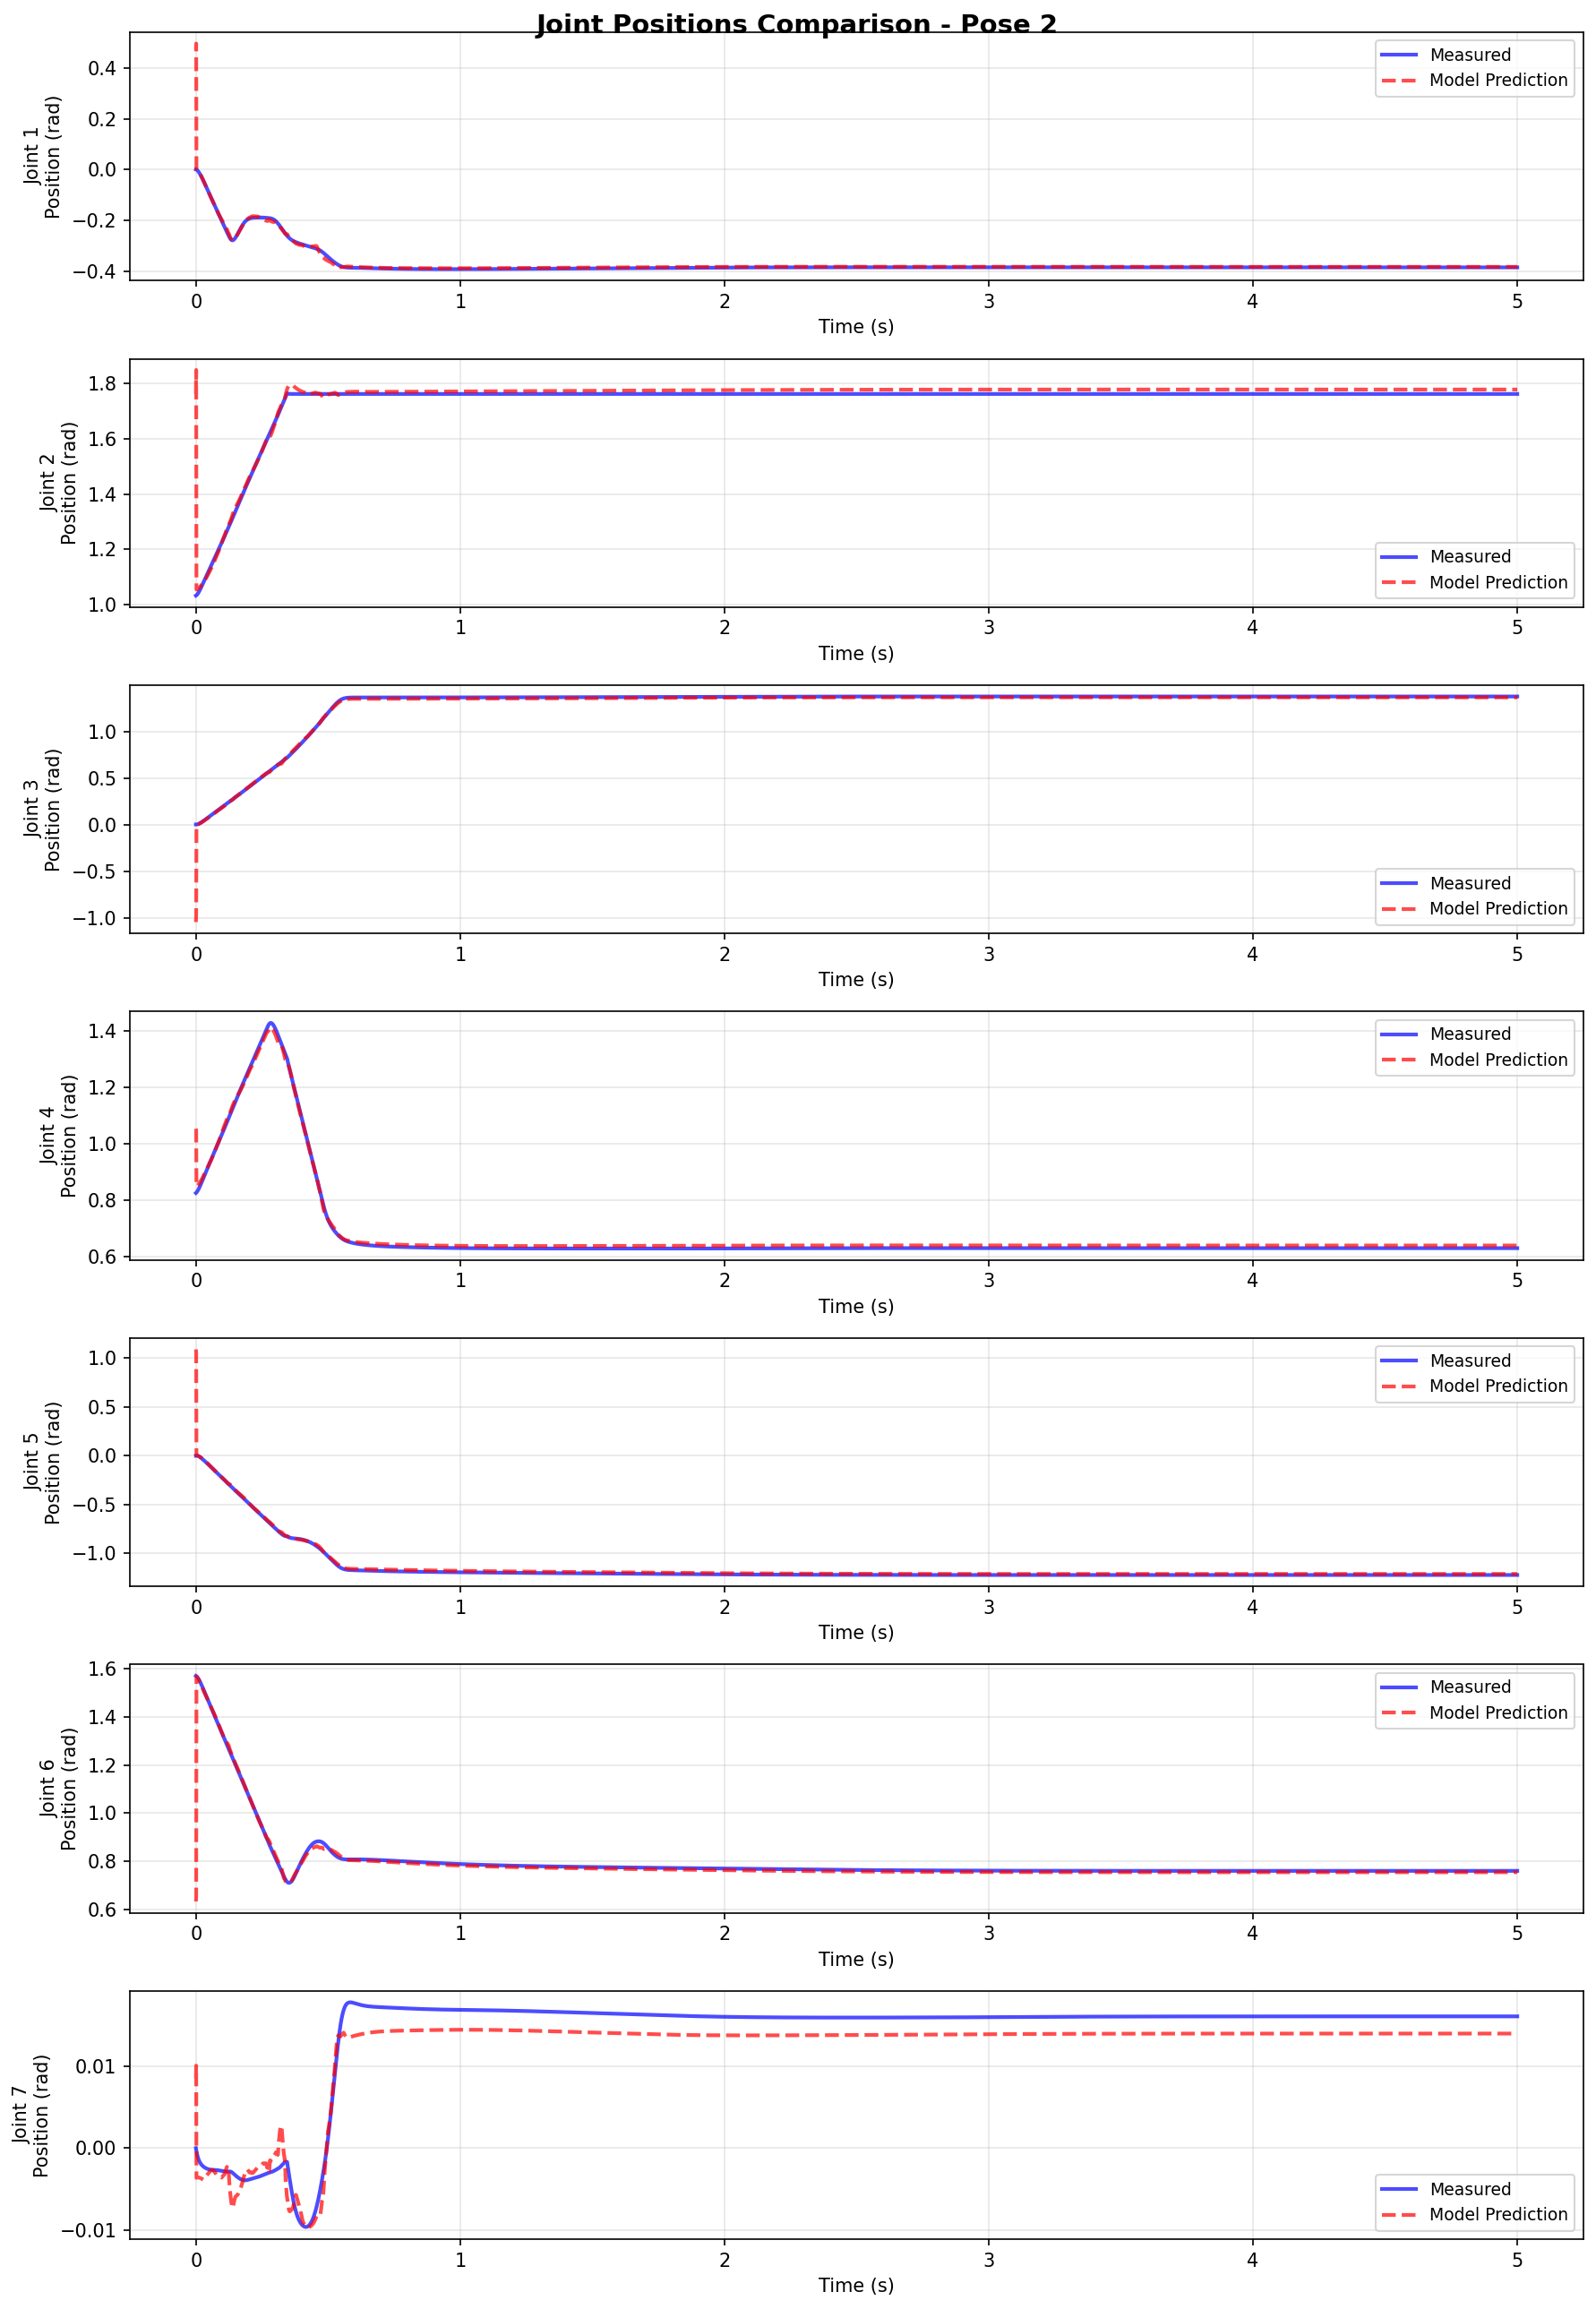 Joint Positions Comparison - Pose 2
Joint 1
Position (rad)
0.4
0.2
0.0
−0.2
−0.4
Measured
Model Prediction
0 1 2 3 4 5
Time (s)
Joint 2
Position (rad)
1.8
1.6
1.4
1.2
1.0
Measured
Model Prediction
0 1 2 3 4 5
Time (s)
Joint 3
Position (rad)
1.0
0.5
0.0
−0.5
−1.0
Measured
Model Prediction
0 1 2 3 4 5
Time (s)
Joint 4
Position (rad)
1.4
1.2
1.0
0.8
0.6
Measured
Model Prediction
0 1 2 3 4 5
Time (s)
Joint 5
Position (rad)
1.0
0.5
0.0
−0.5
−1.0
Measured
Model Prediction
0 1 2 3 4 5
Time (s)
Joint 6
Position (rad)
1.6
1.4
1.2
1.0
0.8
0.6
Measured
Model Prediction
0 1 2 3 4 5
Time (s)
Joint 7
Position (rad)
0.01
0.00
−0.01
Measured
Model Prediction
0 1 2 3 4 5
Time (s)